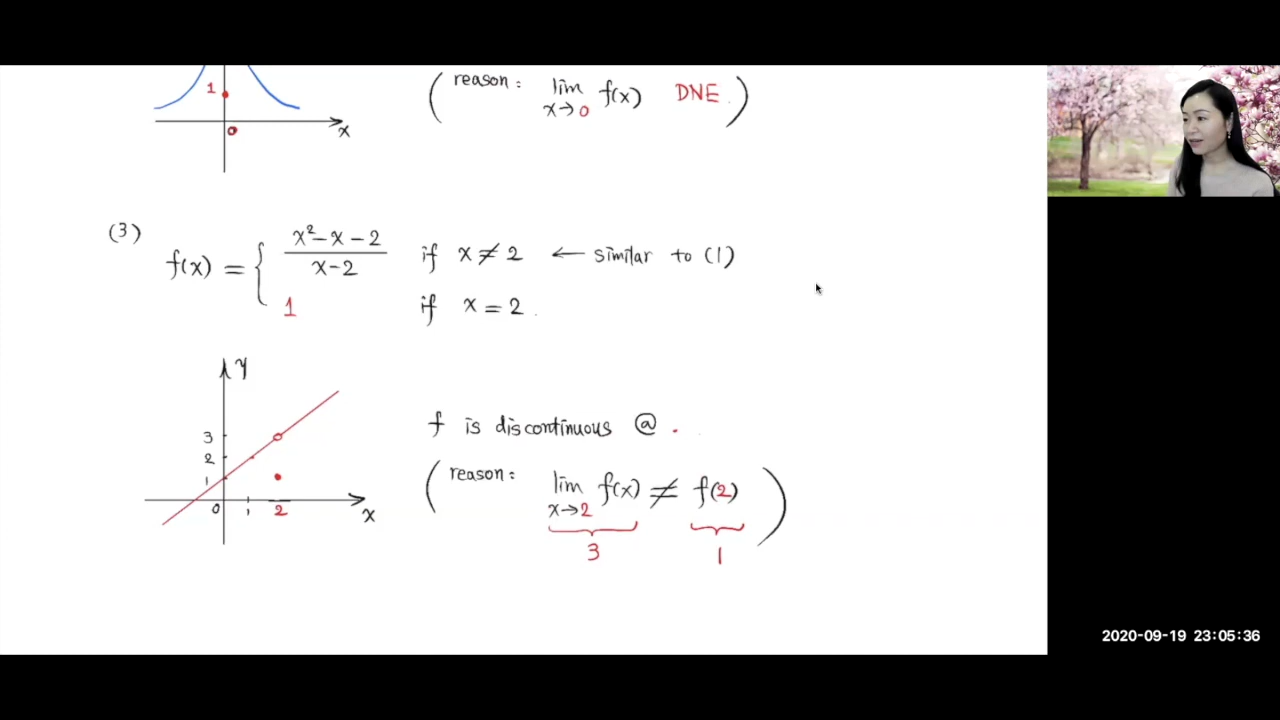 1
(reason: lim x→0 f(x) DNE.)
0
x
(3)
f(x) = { x²-x-2 / x-2 if x≠2 ← similar to (1)
1 if x=2.
y
3
2
1
0 1 2 x
f is discontinuous @ .
(reason: lim x→2 f(x) ≠ f(2))
3 1
2020-09-19 23:05:36